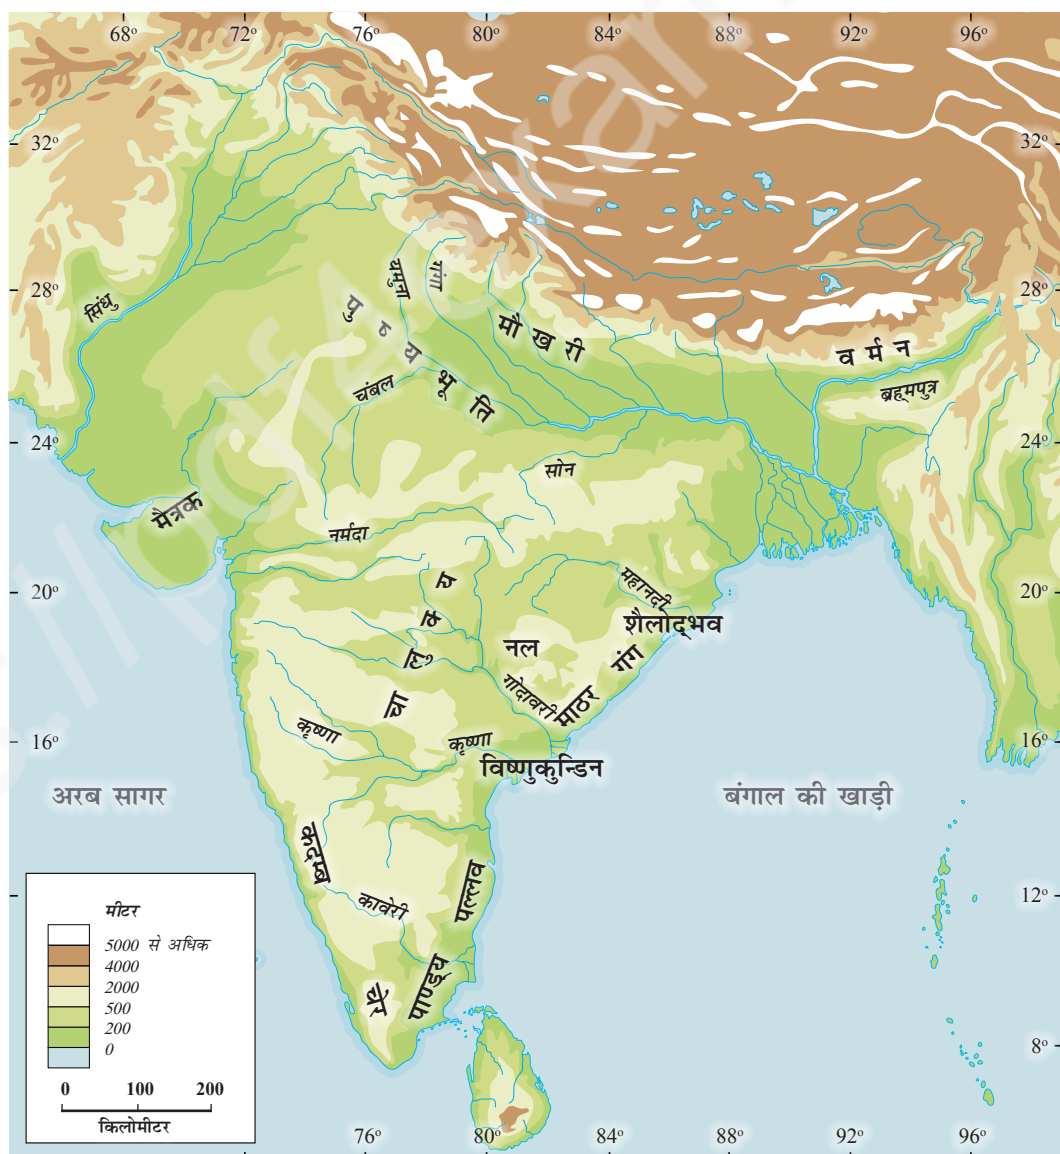 68° 72° 76° 80° 84° 88° 92° 96°
32° 32°
28° 28°
24° 24°
20° 20°
16° 16°
12°
8°
76° 80° 84° 88° 92° 96°
सिंधु
यमुना
गंगा
पुष्यभूति
मौखरी
वर्मन
ब्रह्मपुत्र
चंबल
सोन
मैत्रक
नर्मदा
महानदी
शैलोद्भव
चालुक्य
नल
गंग
गोदावरी
माठर
कृष्णा
कृष्णा
विष्णुकुन्डिन
अरब सागर
बंगाल की खाड़ी
कदम्ब
पल्लव
कावेरी
पाण्ड्य
मीटर
5000 से अधिक
4000
2000
500
200
0
0 100 200
किलोमीटर